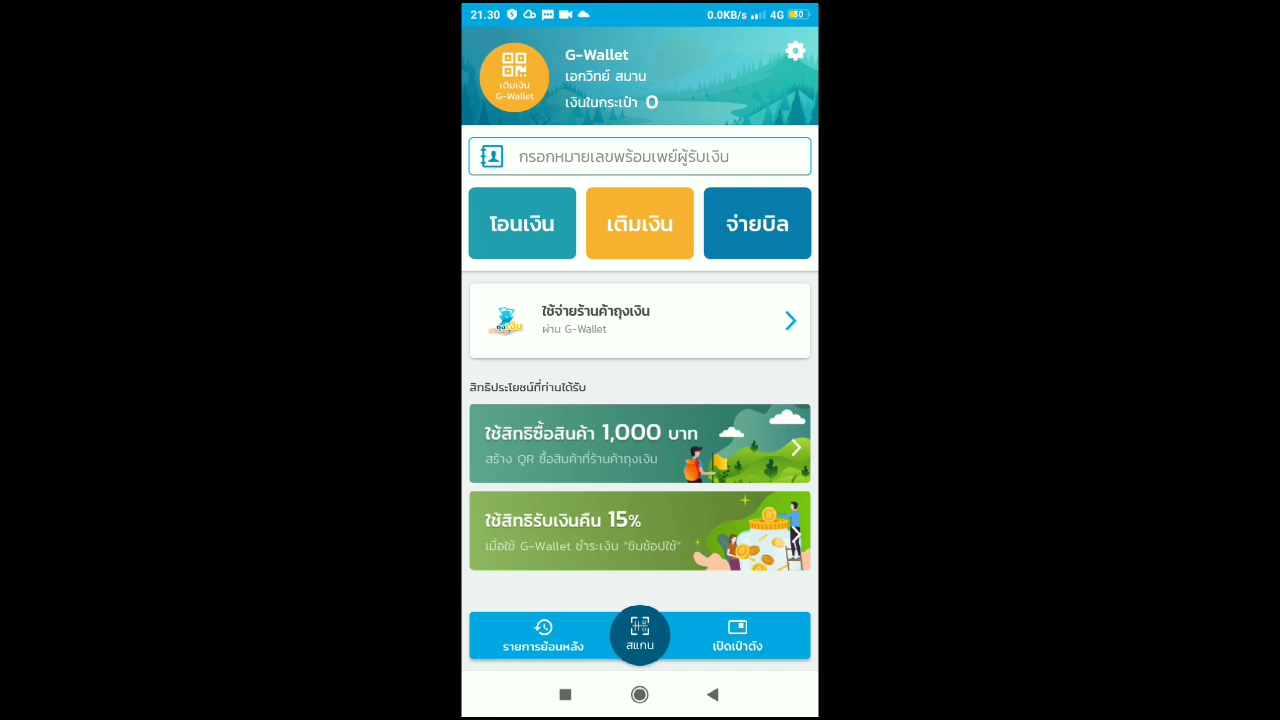 21.30
0.0KB/s 4G 30
เติมเงิน
G-Wallet
G-Wallet
เอกวิทย์ สมาน
เงินในกระเป๋า 0
กรอกหมายเลขพร้อมเพย์ผู้รับเงิน
โอนเงิน
เติมเงิน
จ่ายบิล
ถุงเงิน
ใช้จ่ายร้านค้าถุงเงิน
ผ่าน G-Wallet
สิทธิประโยชน์ที่ท่านได้รับ
ใช้สิทธิซื้อสินค้า 1,000 บาท
สร้าง QR ซื้อสินค้าที่ร้านค้าถุงเงิน
ใช้สิทธิรับเงินคืน 15%
เมื่อใช้ G-Wallet ชำระเงิน “ชิมช้อปใช้”
รายการย้อนหลัง
สแกน
เปิดเป๋าตัง